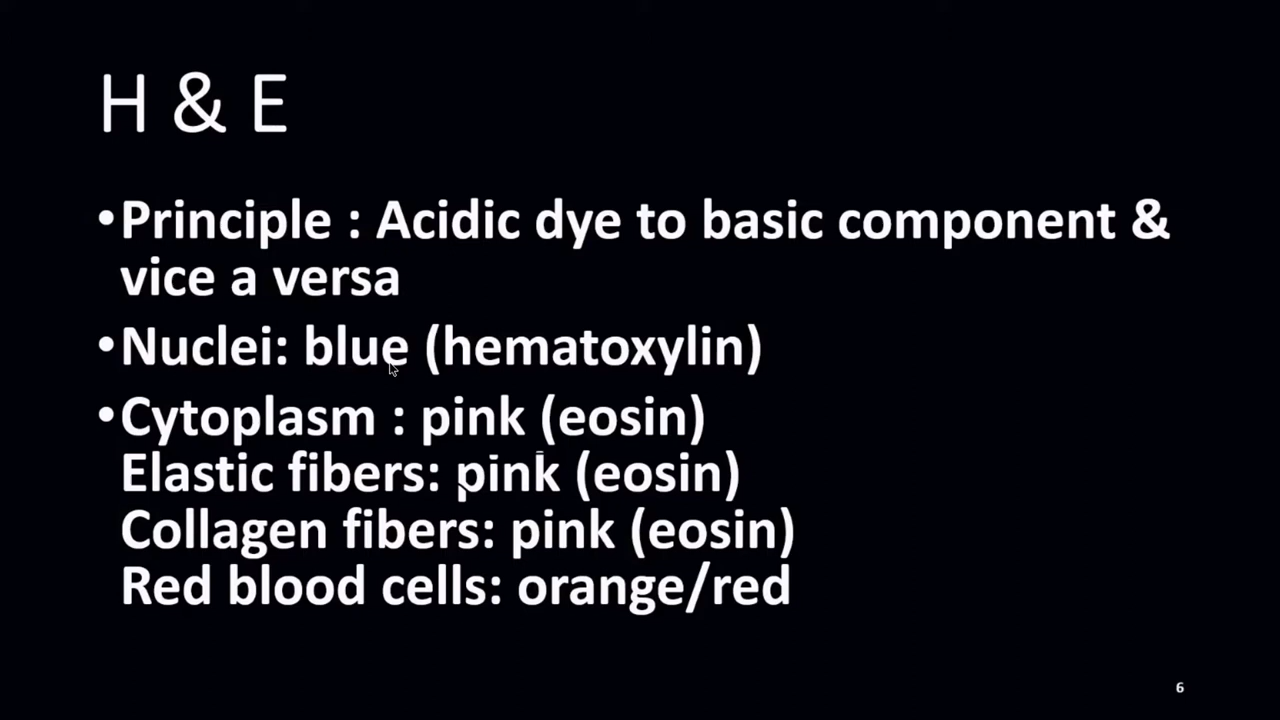 H & E
•Principle : Acidic dye to basic component &
vice a versa
•Nuclei: blue (hematoxylin)
•Cytoplasm : pink (eosin)
Elastic fibers: pink (eosin)
Collagen fibers: pink (eosin)
Red blood cells: orange/red
6